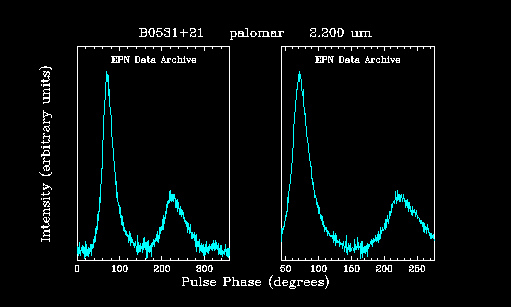 B0531+21 palomar 2.200 um
EPN Data Archive EPN Data Archive
Intensity (arbitrary units)
0 100 200 300 50 100 150 200 250
Pulse Phase (degrees)